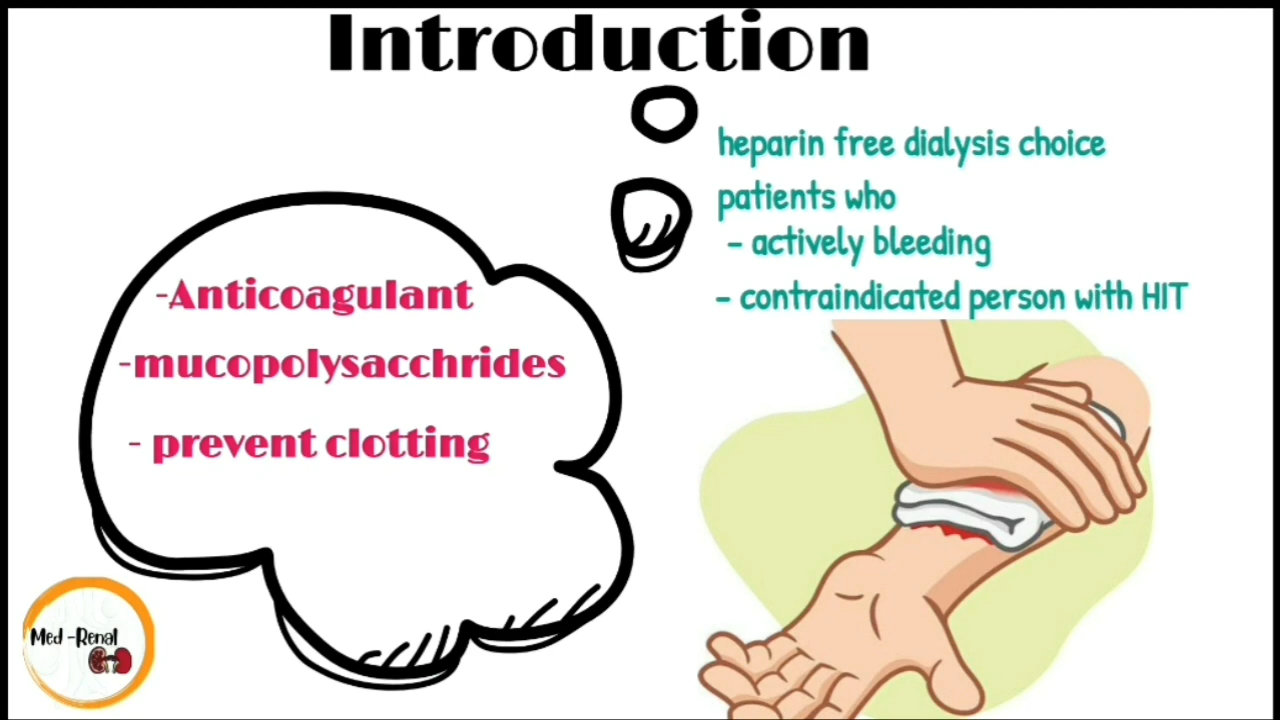 Introduction
heparin free dialysis choice
patients who
- actively bleeding
- contraindicated person with HIT
-Anticoagulant
-mucopolysacchrides
- prevent clotting
Med -Renal